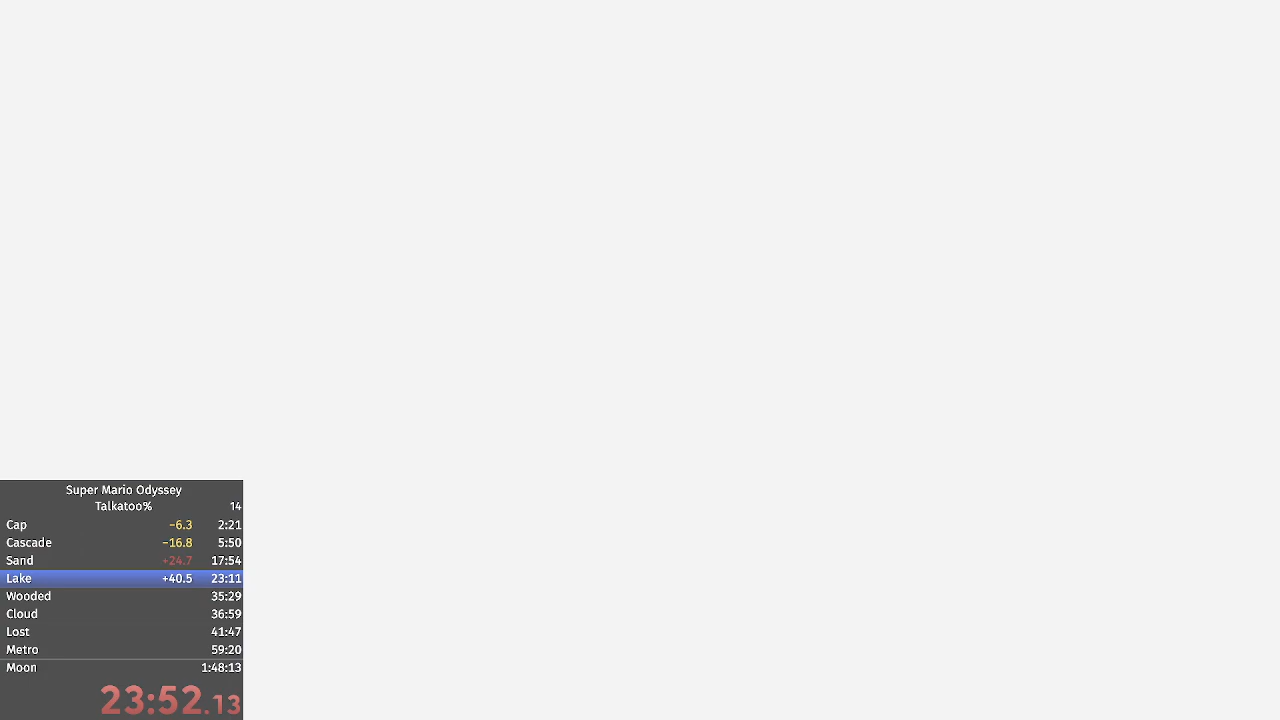 Super Mario Odyssey
Talkatoo% 14
Cap −6.3 2:21
Cascade −16.8 5:50
Sand +24.7 17:54
Lake +40.5 23:11
Wooded 35:29
Cloud 36:59
Lost 41:47
Metro 59:20
Moon 1:48:13
23:52.13